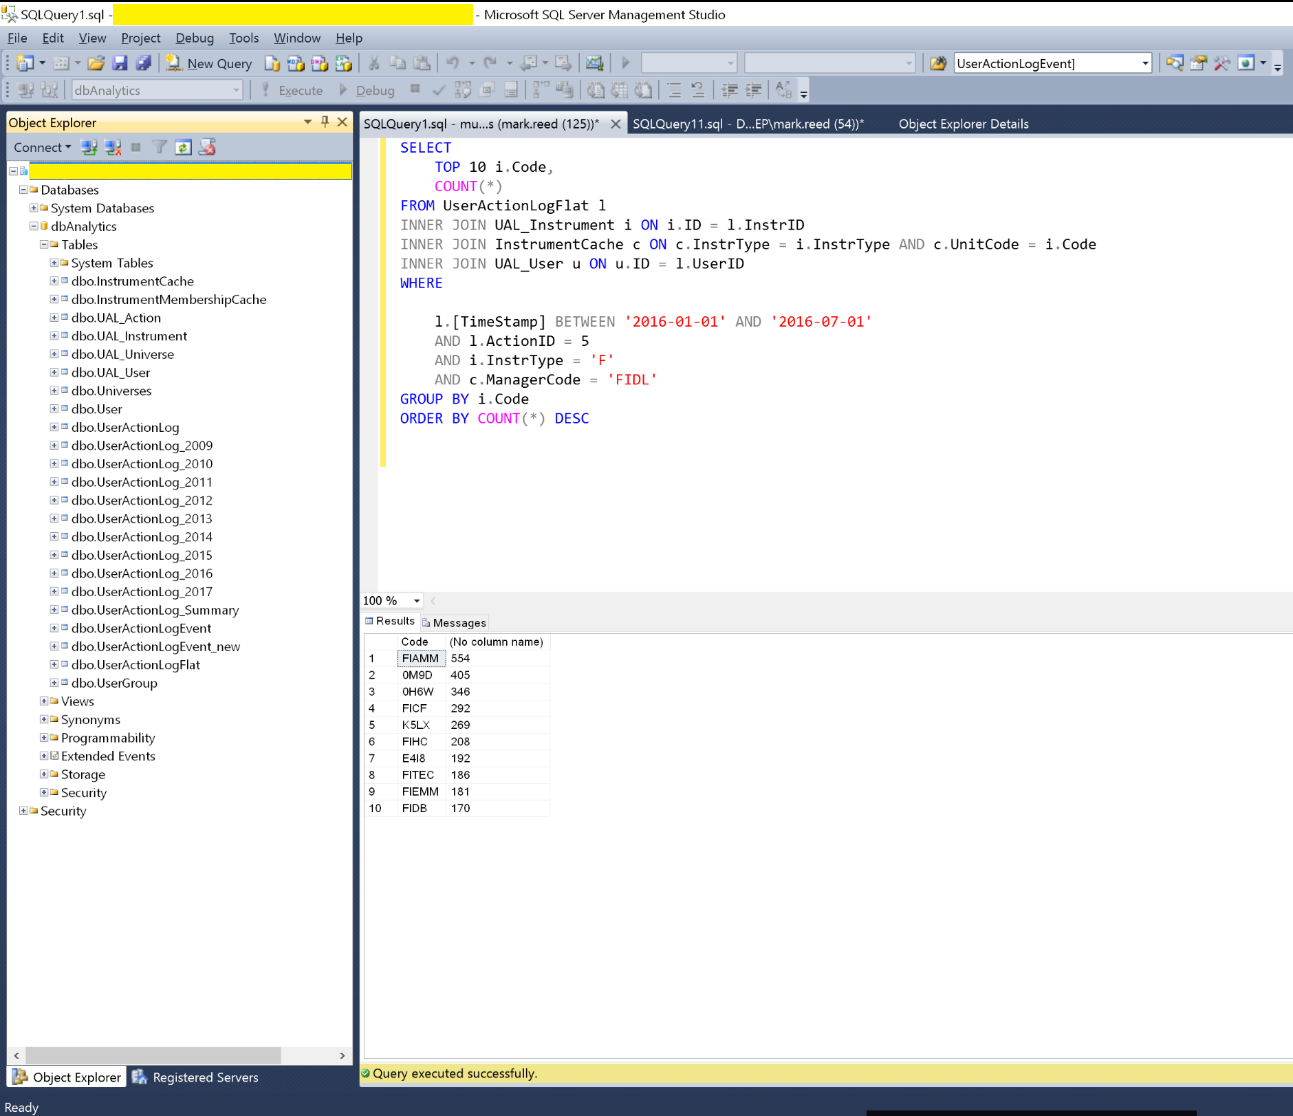 SQLQuery1.sql -
- Microsoft SQL Server Management Studio
File Edit View Project Debug Tools Window Help
New Query
UserActionLogEvent]
dbAnalytics
Execute
Debug
Object Explorer
Connect
Databases
System Databases
dbAnalytics
Tables
System Tables
dbo.InstrumentCache
dbo.InstrumentMembershipCache
dbo.UAL_Action
dbo.UAL_Instrument
dbo.UAL_Universe
dbo.UAL_User
dbo.Universes
dbo.User
dbo.UserActionLog
dbo.UserActionLog_2009
dbo.UserActionLog_2010
dbo.UserActionLog_2011
dbo.UserActionLog_2012
dbo.UserActionLog_2013
dbo.UserActionLog_2014
dbo.UserActionLog_2015
dbo.UserActionLog_2016
dbo.UserActionLog_2017
dbo.UserActionLog_Summary
dbo.UserActionLogEvent
dbo.UserActionLogEvent_new
dbo.UserActionLogFlat
dbo.UserGroup
Views
Synonyms
Programmability
Extended Events
Storage
Security
Security
Object Explorer
Registered Servers
SQLQuery1.sql - mu...s (mark.reed (125))*
SQLQuery11.sql - D...EP\mark.reed (54))*
Object Explorer Details
SELECT
TOP 10 i.Code,
COUNT(*)
FROM UserActionLogFlat l
INNER JOIN UAL_Instrument i ON i.ID = l.InstrID
INNER JOIN InstrumentCache c ON c.InstrType = i.InstrType AND c.UnitCode = i.Code
INNER JOIN UAL_User u ON u.ID = l.UserID
WHERE
l.[TimeStamp] BETWEEN '2016-01-01' AND '2016-07-01'
AND l.ActionID = 5
AND i.InstrType = 'F'
AND c.ManagerCode = 'FIDL'
GROUP BY i.Code
ORDER BY COUNT(*) DESC
100 %
Results
Messages
Code (No column name)
1 FIAMM 554
2 0M9D 405
3 0H6W 346
4 FICF 292
5 K5LX 269
6 FIHC 208
7 E4I8 192
8 FITEC 186
9 FIEMM 181
10 FIDB 170
Query executed successfully.
Ready